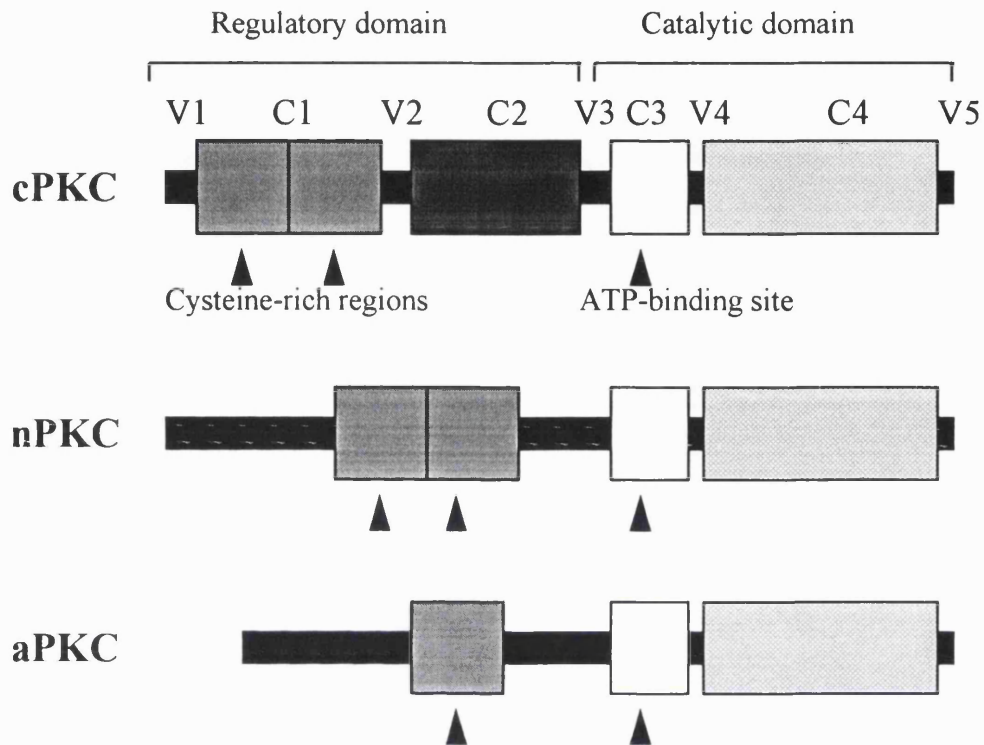 Regulatory domain Catalytic domain
V1 C1 V2 C2 V3 C3 V4 C4 V5
cPKC
Cysteine-rich regions ATP-binding site
nPKC
aPKC